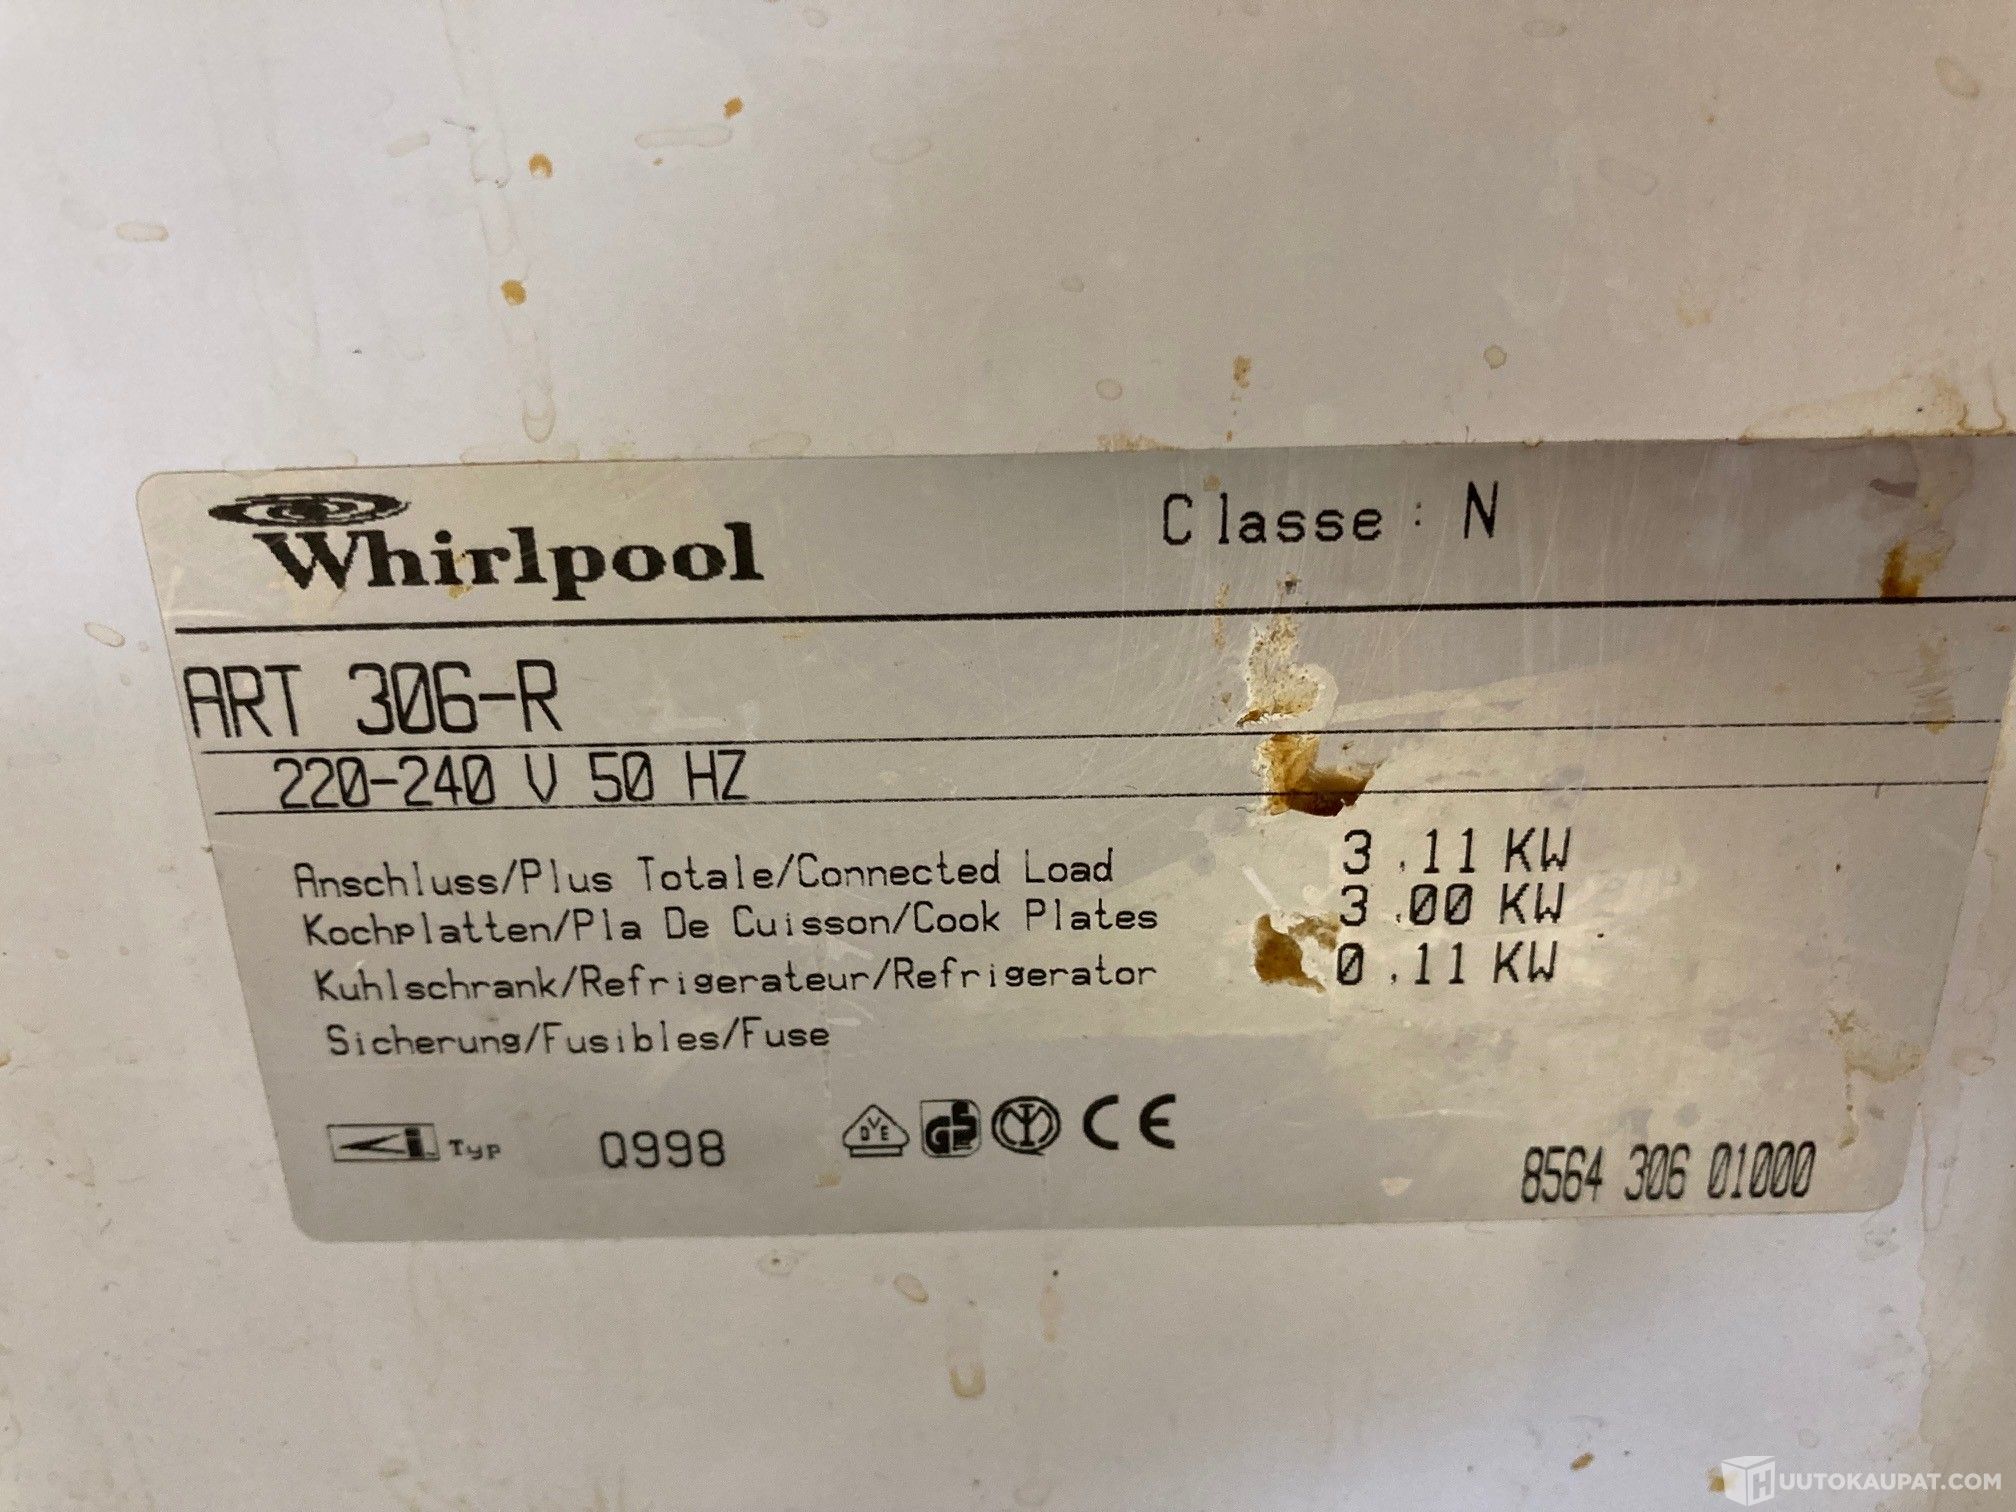 Whirlpool
Classe : N
ART 306-R
220-240 V 50 HZ
Anschluss/Plus Totale/Connected Load 3.11 KW
Kochplatten/Pla De Cuisson/Cook Plates 3.00 KW
Kuhlschrank/Refrigerateur/Refrigerator 0.11 KW
Sicherung/Fusibles/Fuse
Typ Q998 DVE GS CE
8564 306 01000
HUUTOKAUPAT.COM